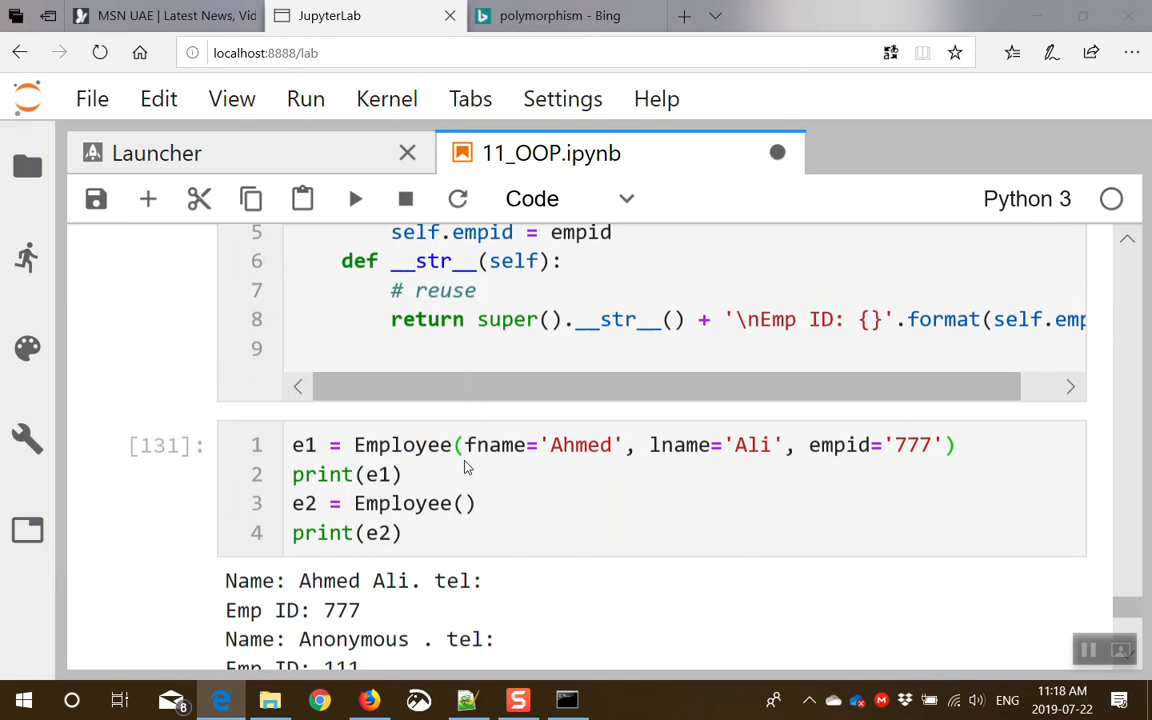 MSN UAE | Latest News, Vid
JupyterLab
polymorphism - Bing
localhost:8888/lab
File Edit View Run Kernel Tabs Settings Help
Launcher
11_OOP.ipynb
Code
Python 3
5 self.empid = empid
6 def __str__(self):
7 # reuse
8 return super().__str__() + '\nEmp ID: {}'.format(self.emp
9
[131]:
1 e1 = Employee(fname='Ahmed', lname='Ali', empid='777')
2 print(e1)
3 e2 = Employee()
4 print(e2)
Name: Ahmed Ali. tel:
Emp ID: 777
Name: Anonymous . tel:
Emp ID: 111
8
ENG
11:18 AM
2019-07-22